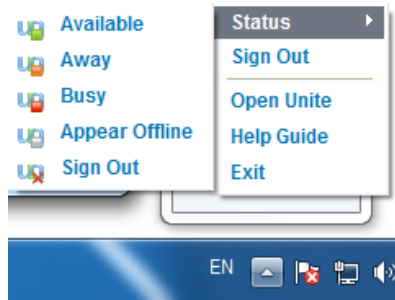 Available
Away
Busy
Appear Offline
Sign Out
Status
Sign Out
Open Unite
Help Guide
Exit
EN